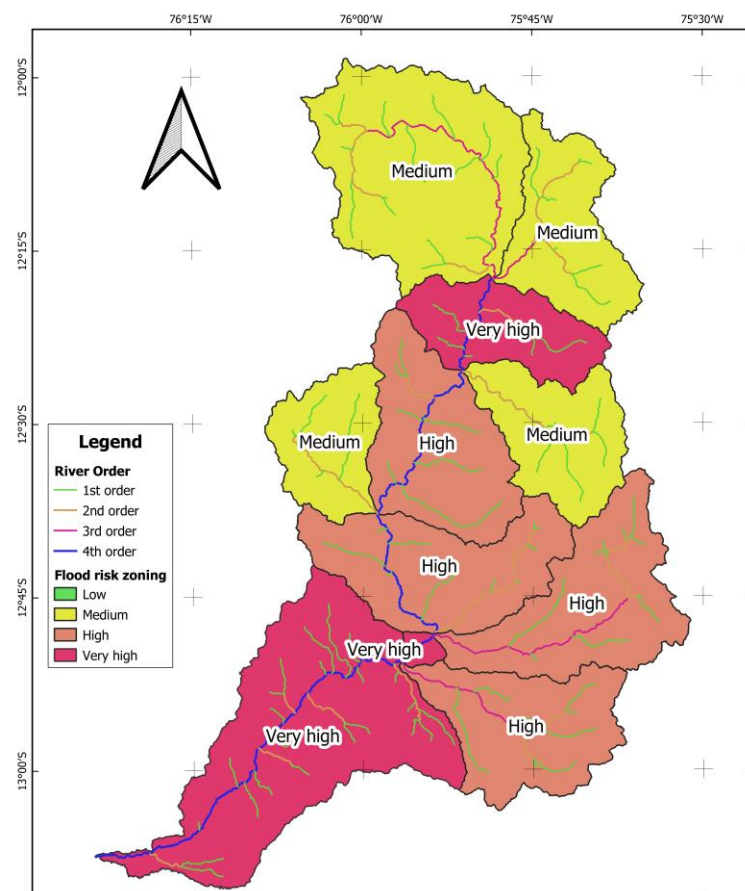 76°15'W 76°00'W 75°45'W 75°30'W
12°00'S
Medium
Medium
12°15'S
Very high
12°30'S
Medium
High
Medium
Legend
River Order
1st order
2nd order
3rd order
4th order
Flood risk zoning
Low
Medium
High
Very high
High
12°45'S
High
Very high
High
Very high
13°00'S